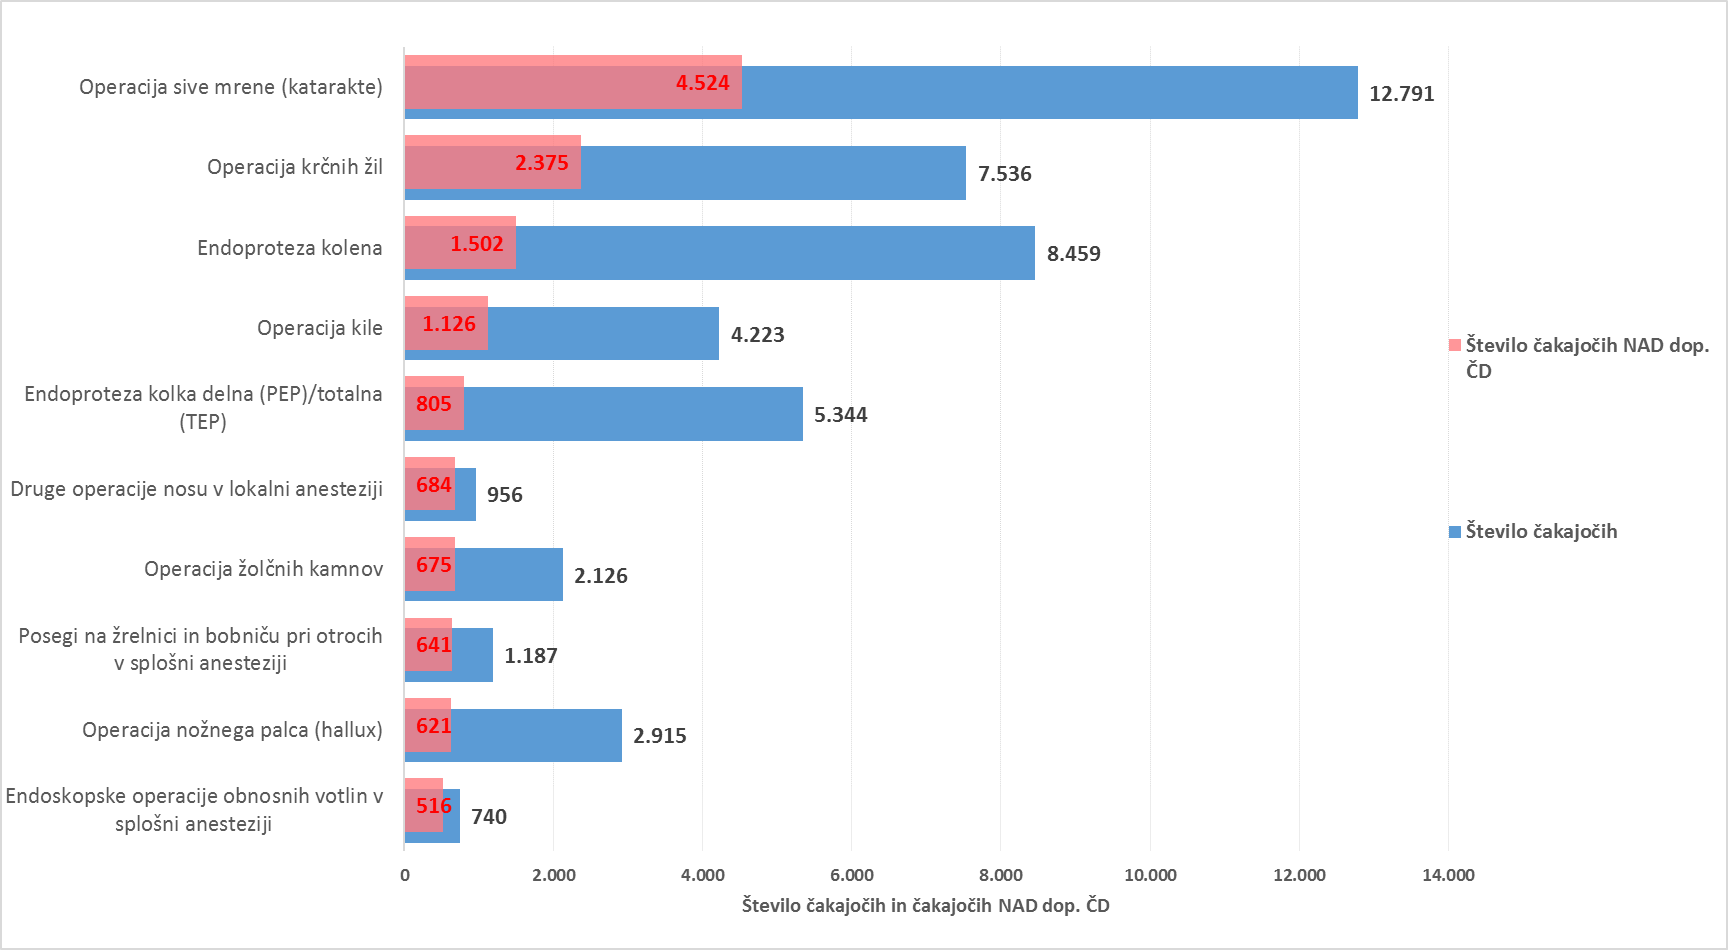 Operacija sive mrene (katarakte)
4.524
12.791
Operacija krčnih žil
2.375
7.536
Endoproteza kolena
1.502
8.459
Operacija kile
1.126
4.223
Endoproteza kolka delna (PEP)/totalna
(TEP)
805
5.344
Druge operacije nosu v lokalni anesteziji
684
956
Operacija žolčnih kamnov
675
2.126
Posegi na žrelnici in bobniču pri otrocih
v splošni anesteziji
641
1.187
Operacija nožnega palca (hallux)
621
2.915
Endoskopske operacije obnosnih votlin v
splošni anesteziji
516
740
0
2.000
4.000
6.000
8.000
10.000
12.000
14.000
Število čakajočih in čakajočih NAD dop. ČD
Število čakajočih NAD dop.
ČD
Število čakajočih